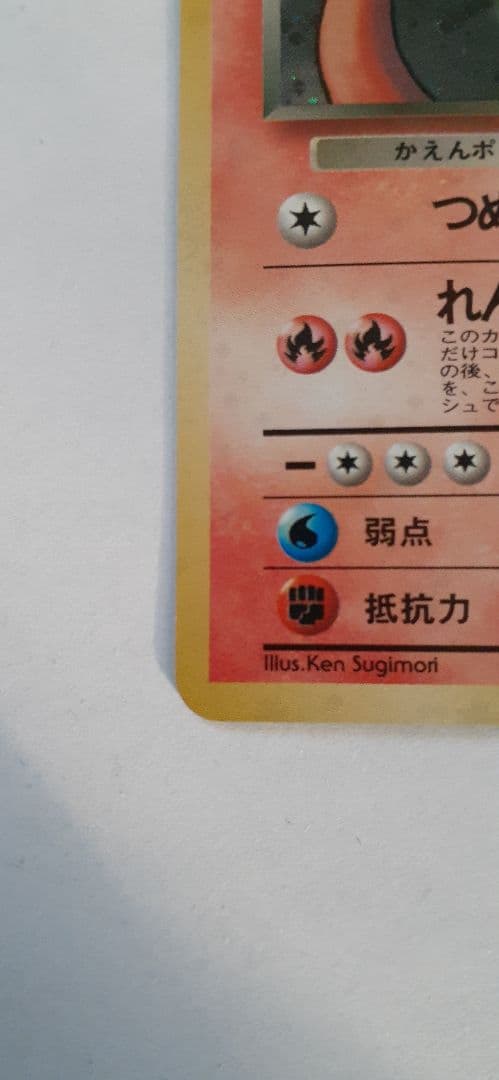 かえんポ
つめ
れん
このカ
だけコ
の後、
を、こ
シュで
弱点
抵抗力
Illus.Ken Sugimori